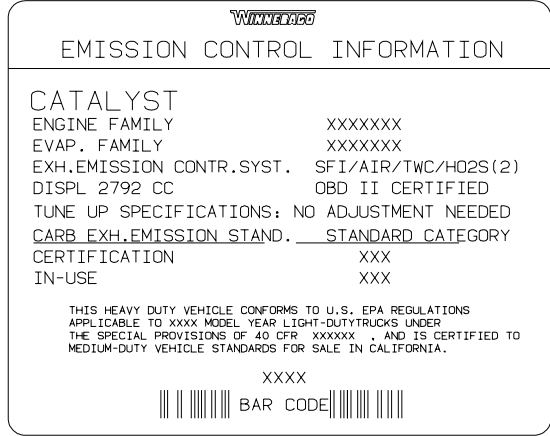 WINNEBAGO
EMISSION CONTROL INFORMATION
CATALYST
ENGINE FAMILY XXXXXXX
EVAP. FAMILY XXXXXXX
EXH.EMISSION CONTR.SYST. SFI/AIR/TWC/HO2S(2)
DISPL 2792 CC OBD II CERTIFIED
TUNE UP SPECIFICATIONS: NO ADJUSTMENT NEEDED
CARB EXH.EMISSION STAND. STANDARD CATEGORY
CERTIFICATION XXX
IN-USE XXX
THIS HEAVY DUTY VEHICLE CONFORMS TO U.S. EPA REGULATIONS
APPLICABLE TO XXXX MODEL YEAR LIGHT-DUTYTRUCKS UNDER
THE SPECIAL PROVISIONS OF 40 CFR XXXXXX , AND IS CERTIFIED TO
MEDIUM-DUTY VEHICLE STANDARDS FOR SALE IN CALIFORNIA.
XXXX
BAR CODE